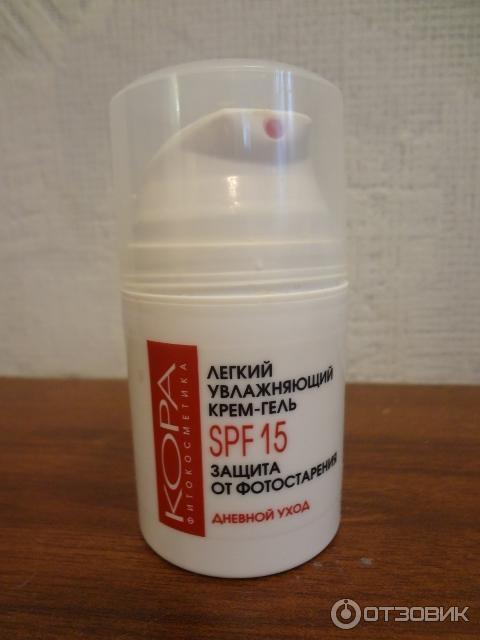 КОРА
ФИТОКОСМЕТИКА
ЛЕГКИЙ
УВЛАЖНЯЮЩИЙ
КРЕМ-ГЕЛЬ
SPF 15
ЗАЩИТА
ОТ ФОТОСТАРЕНИЯ
ДНЕВНОЙ УХОД
ОТЗОВИК